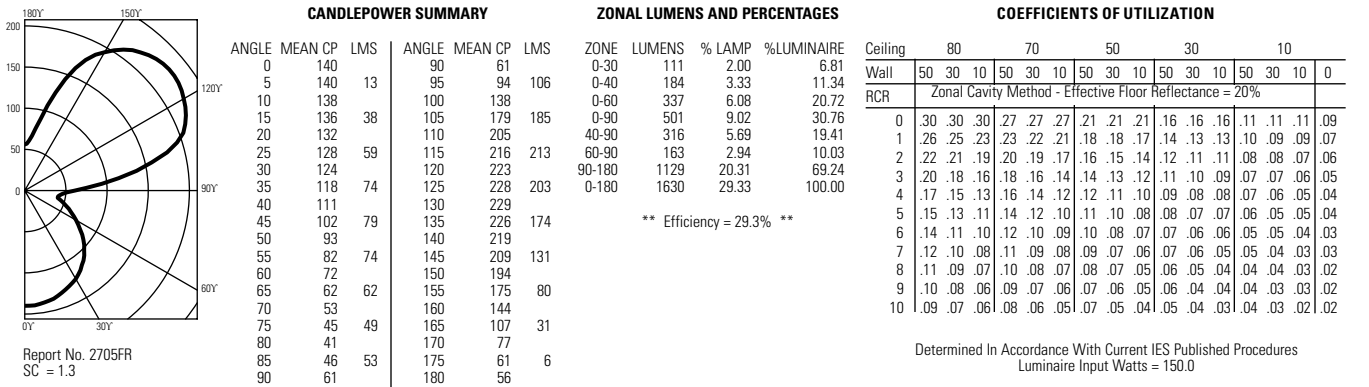 180Y 150Y
200
150
120Y
100
50
0 90Y
60Y
0Y 30Y
Report No. 2705FR
SC = 1.3
CANDLEPOWER SUMMARY
ANGLE MEAN CP LMS ANGLE MEAN CP LMS
0 140 90 61
5 140 13 95 94 106
10 138 100 138
15 136 38 105 179 185
20 132 110 205
25 128 59 115 216 213
30 124 120 223
35 118 74 125 228 203
40 111 130 229
45 102 79 135 226 174
50 93 140 219
55 82 74 145 209 131
60 72 150 194
65 62 62 155 175 80
70 53 160 144
75 45 49 165 107 31
80 41 170 77
85 46 53 175 61 6
90 61 180 56
ZONAL LUMENS AND PERCENTAGES
ZONE LUMENS % LAMP %LUMINAIRE
0-30 111 2.00 6.81
0-40 184 3.33 11.34
0-60 337 6.08 20.72
0-90 501 9.02 30.76
40-90 316 5.69 19.41
60-90 163 2.94 10.03
90-180 1129 20.31 69.24
0-180 1630 29.33 100.00
** Efficiency = 29.3% **
COEFFICIENTS OF UTILIZATION
Ceiling 80 70 50 30 10
Wall 50 30 10 50 30 10 50 30 10 50 30 10 50 30 10 0
RCR Zonal Cavity Method - Effective Floor Reflectance = 20%
0 .30 .30 .30 .27 .27 .27 .21 .21 .21 .16 .16 .16 .11 .11 .11 .09
1 .26 .25 .23 .23 .22 .21 .18 .18 .17 .14 .13 .13 .10 .09 .09 .07
2 .22 .21 .19 .20 .19 .17 .16 .15 .14 .12 .11 .11 .08 .08 .07 .06
3 .20 .18 .16 .18 .16 .14 .14 .13 .12 .11 .10 .09 .07 .07 .06 .05
4 .17 .15 .13 .16 .14 .12 .12 .11 .10 .09 .08 .08 .07 .06 .05 .04
5 .15 .13 .11 .14 .12 .10 .11 .10 .08 .08 .07 .07 .06 .05 .05 .04
6 .14 .11 .10 .12 .10 .09 .10 .08 .07 .07 .06 .06 .05 .05 .04 .03
7 .12 .10 .08 .11 .09 .08 .09 .07 .06 .07 .06 .05 .05 .04 .03 .03
8 .11 .09 .07 .10 .08 .07 .08 .07 .05 .06 .05 .04 .04 .04 .03 .02
9 .10 .08 .06 .09 .07 .06 .07 .06 .05 .06 .04 .04 .04 .03 .03 .02
10 .09 .07 .06 .08 .06 .05 .07 .05 .04 .05 .04 .03 .04 .03 .02 .02
Determined In Accordance With Current IES Published Procedures
Luminaire Input Watts = 150.0